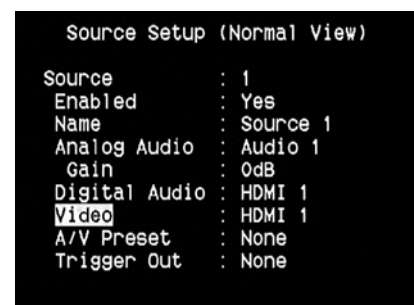 Source Setup (Normal View)
Source : 1
Enabled : Yes
Name : Source 1
Analog Audio : Audio 1
Gain : 0dB
Digital Audio : HDMI 1
Video : HDMI 1
A/V Preset : None
Trigger Out : None